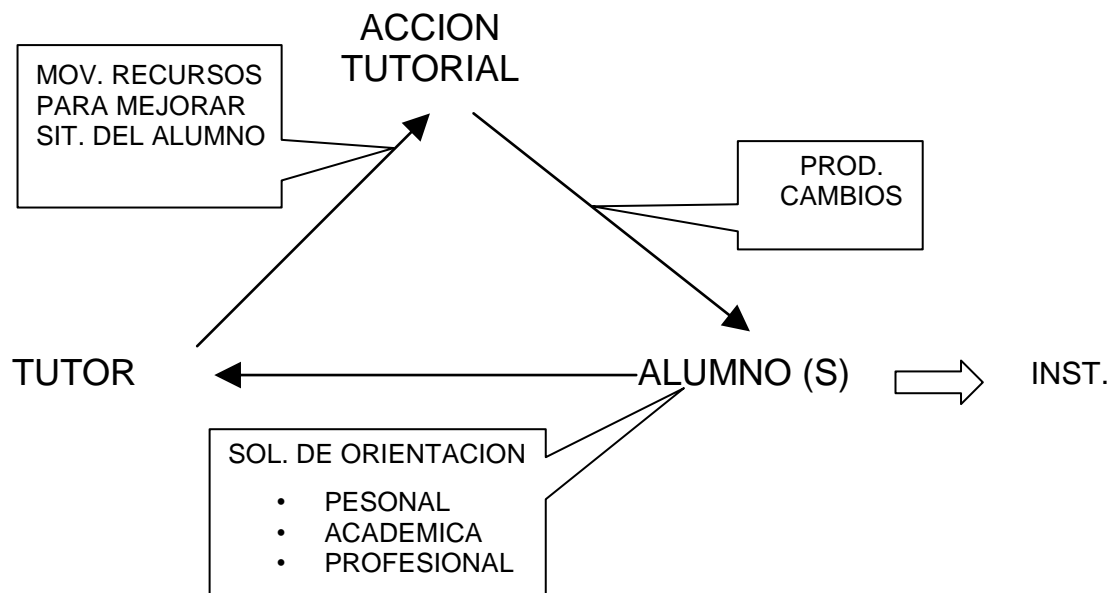 ACCION
TUTORIAL
MOV. RECURSOS
PARA MEJORAR
SIT. DEL ALUMNO
PROD.
CAMBIOS
TUTOR
ALUMNO (S)
INST.
SOL. DE ORIENTACION
• PESONAL
• ACADEMICA
• PROFESIONAL